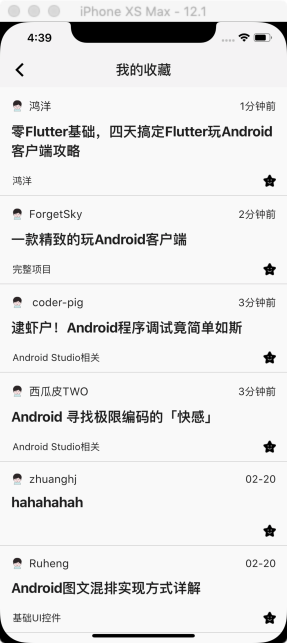 iPhone XS Max - 12.1
4:39
我的收藏
鸿洋
1分钟前
零Flutter基础，四天搞定Flutter玩Android
客户端攻略
鸿洋
ForgetSky
2分钟前
一款精致的玩Android客户端
完整项目
coder-pig
3分钟前
逮虾户！Android程序调试竟简单如斯
Android Studio相关
西瓜皮TWO
3分钟前
Android 寻找极限编码的「快感」
Android Studio相关
zhuanghj
02-20
hahahahah
Ruheng
02-20
Android图文混排实现方式详解
基础UI控件